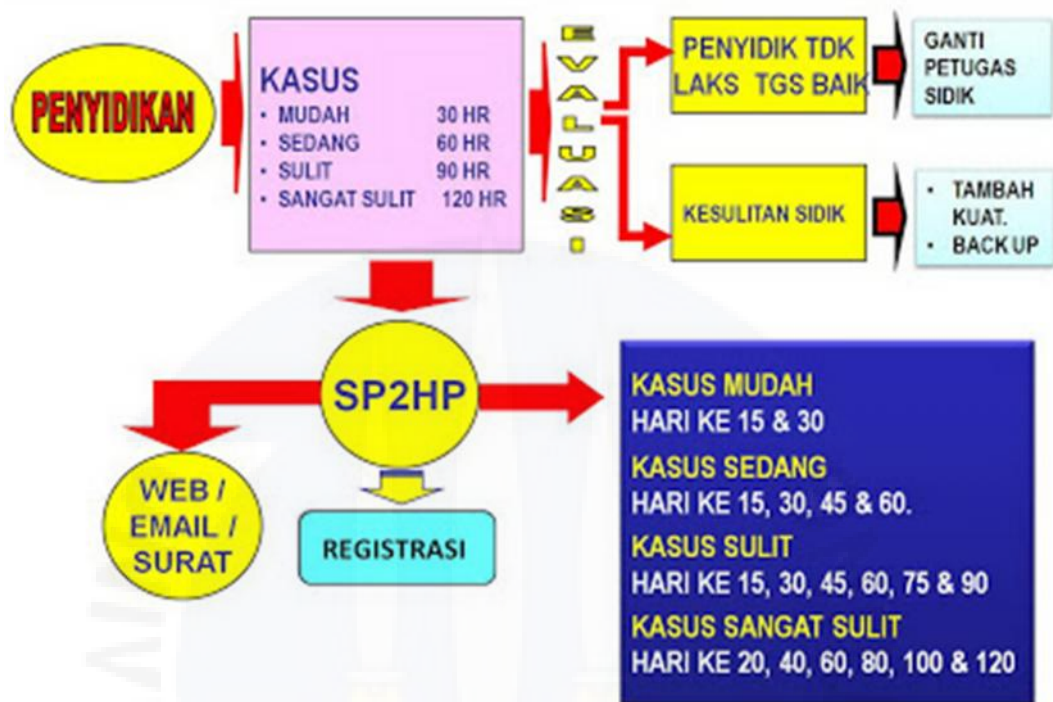 PENYIDIKAN
KASUS
• MUDAH 30 HR
• SEDANG 60 HR
• SULIT 90 HR
• SANGAT SULIT 120 HR
EVALUASI
PENYIDIK TDK
LAKS TGS BAIK
GANTI
PETUGAS
SIDIK
KESULITAN SIDIK
• TAMBAH
KUAT.
• BACK UP
SP2HP
WEB /
EMAIL /
SURAT
REGISTRASI
KASUS MUDAH
HARI KE 15 & 30
KASUS SEDANG
HARI KE 15, 30, 45 & 60.
KASUS SULIT
HARI KE 15, 30, 45, 60, 75 & 90
KASUS SANGAT SULIT
HARI KE 20, 40, 60, 80, 100 & 120